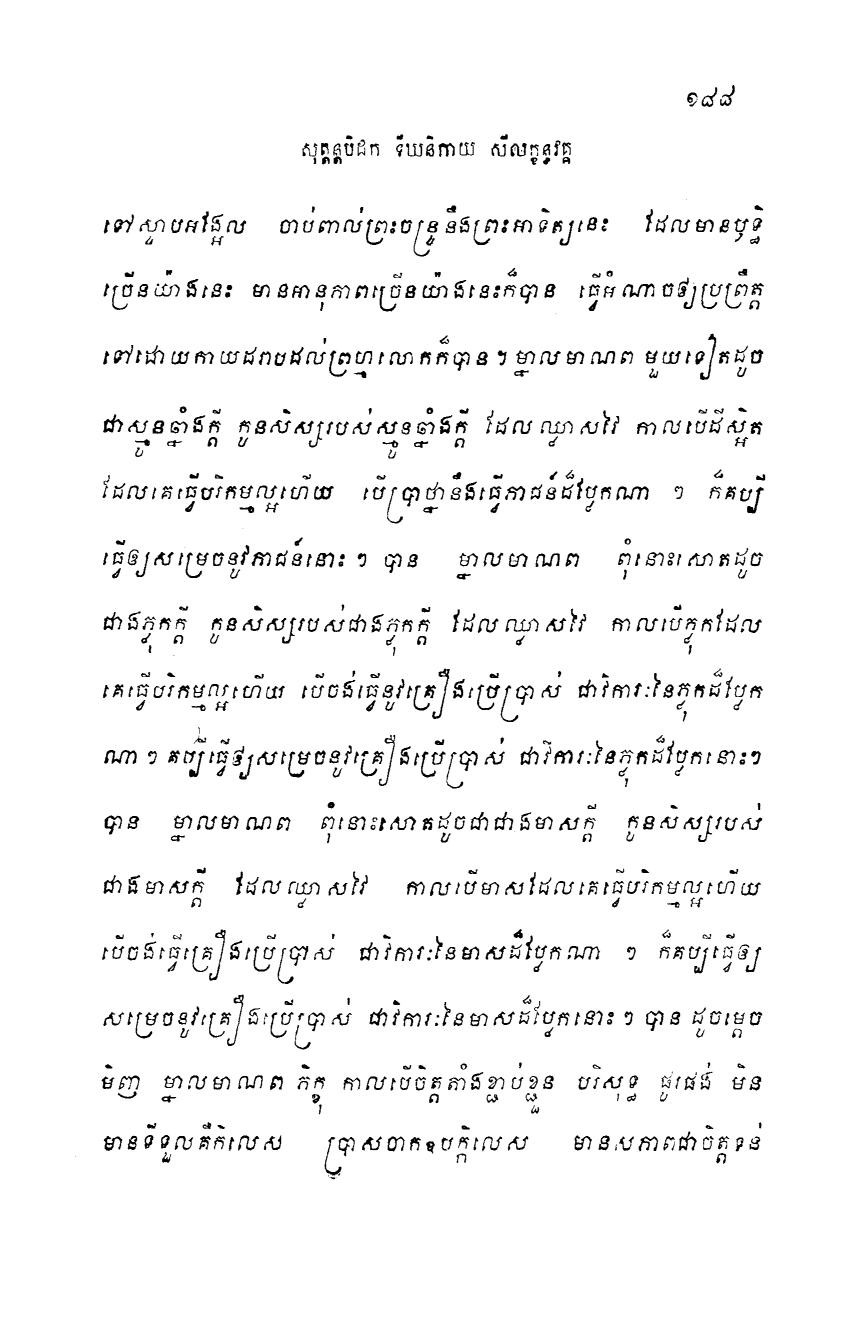 ១៨៨
សុត្តន្តបិដក ទីឃនិកាយ សីលក្ខន្ធវគ្គ
ទៅស្ទាបអង្អែល ចាប់ពាល់ព្រះចន្ទ្រនឹងព្រះអាទិត្យនេះ ដែលមានឫទ្ធិ
ច្រើនយ៉ាងនេះ មានអានុភាពច្រើនយ៉ាងនេះក៏បាន ធ្វើអំណាចឲ្យប្រព្រឹត្ត
ទៅដោយកាយដរាបដល់ព្រហ្មលោកក៏បាន។ ម្នាលមាណព មួយទៀតដូច
ជាស្មូនឆ្នាំងក្តី កូនសិស្សរបស់ស្មូនឆ្នាំងក្តី ដែលឈ្លាសវៃ កាលបើដីស្អិត
ដែលគេធ្វើបរិកម្មល្អហើយ បើប្រាថ្នានឹងធ្វើភាជន៍ដ៏ប្លែកណា ៗ ក៏គប្បី
ធ្វើឲ្យសម្រេចនូវភាជន៍នោះ ៗ បាន ម្នាលមាណព ពុំនោះសោតដូច
ជាងភ្លុកក្តី កូនសិស្សរបស់ជាងភ្លុកក្តី ដែលឈ្លាសវៃ កាលបើភ្លុកដែល
គេធ្វើបរិកម្មល្អហើយ បើចង់ធ្វើនូវគ្រឿងប្រើប្រាស់ ជាវិការៈនៃភ្លុកដ៏ប្លែក
ណា ៗ គប្បីធ្វើឲ្យសម្រេចនូវគ្រឿងប្រើប្រាស់ ជាវិការៈនៃភ្លុកដ៏ប្លែកនោះៗ
បាន ម្នាលមាណព ពុំនោះសោតដូចជាជាងមាសក្តី កូនសិស្សរបស់
ជាងមាសក្តី ដែលឈ្លាសវៃ កាលបើមាសដែលគេធ្វើបរិកម្មល្អហើយ
បើចង់ធ្វើគ្រឿងប្រើប្រាស់ ជាវិការៈនៃមាសដ៏ប្លែកណា ៗ ក៏គប្បីធ្វើឲ្យ
សម្រេចនូវគ្រឿងប្រើប្រាស់ ជាវិការៈនៃមាសដ៏ប្លែកនោះ ៗ បាន ដូចម្តេច
មិញ ម្នាលមាណព ភិក្ខុ កាលបើចិត្តតាំងខ្ជាប់ខ្ជួន បរិសុទ្ធ ផូរផង់ មិន
មានទីទួលគឺកិលេស ប្រាសចាកឧបក្កិលេស មានសភាពជាចិត្តទន់